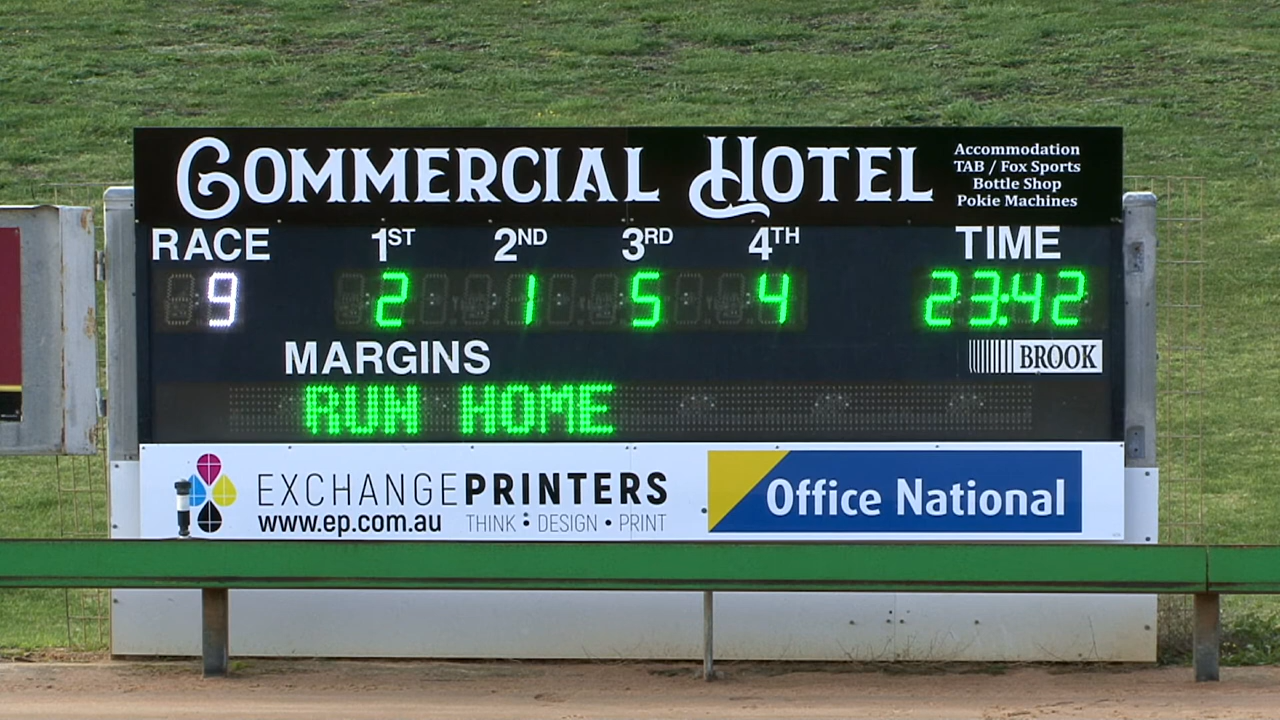 COMMERCIAL HOTEL
Accommodation
TAB / Fox Sports
Bottle Shop
Pokie Machines
RACE 1ST 2ND 3RD 4TH TIME
9 2 1 5 4 23:42
MARGINS
BROOK
RUN HOME
EXCHANGEPRINTERS
www.ep.com.au THINK : DESIGN • PRINT
Office National